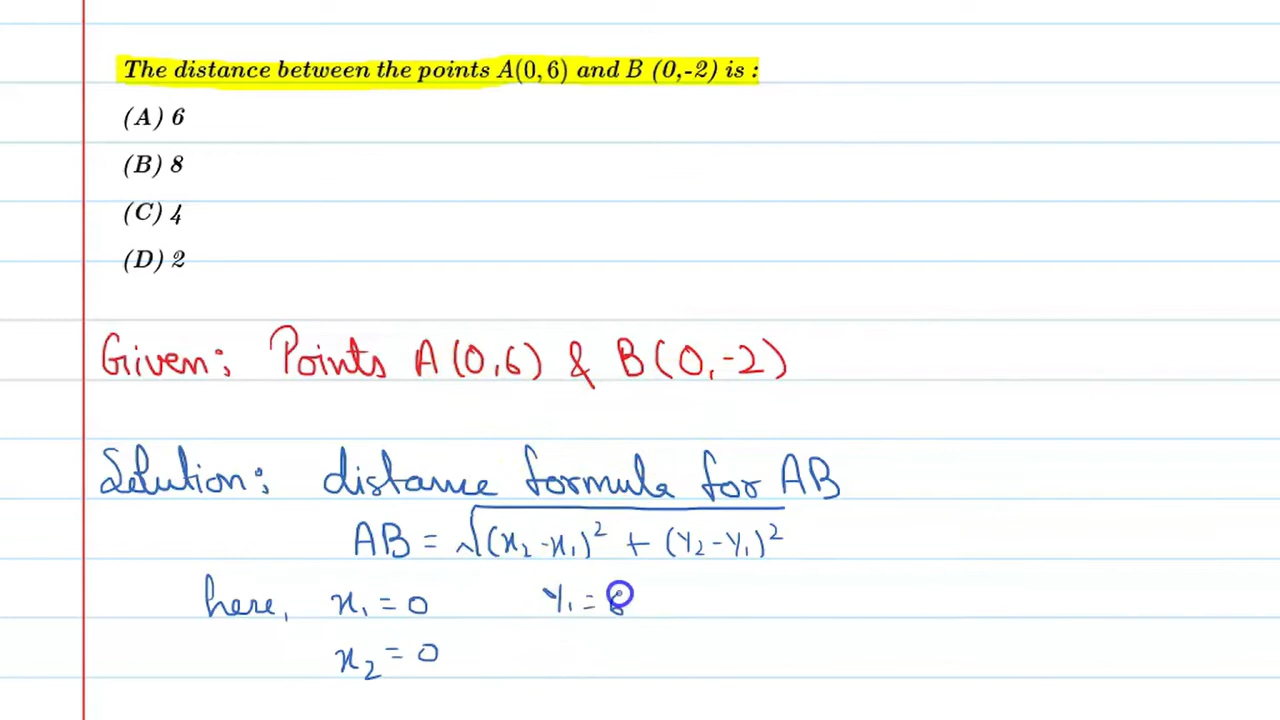 The distance between the points A(0,6) and B (0,-2) is :
(A) 6
(B) 8
(C) 4
(D) 2
Given: Points A(0,6) & B(0,-2)
Solution: distance formula for AB
AB = √(x₂-x₁)² + (y₂-y₁)²
here, x₁ = 0 y₁ =
x₂ = 0